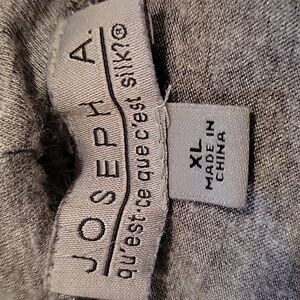 JOSEPH A.
qu'est-ce que c'est silk?®
XL
MADE IN
CHINA